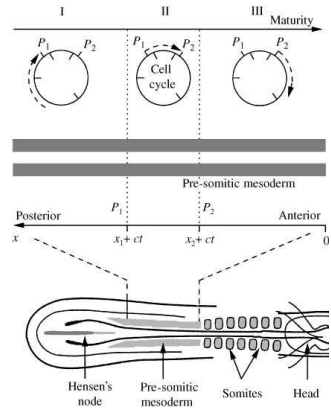 I II III
Maturity
P1 P2 P1 P2 P1 P2
Cell
cycle
Pre-somitic mesoderm
Posterior P1 P2 Anterior
x x1+ ct x2+ ct 0
Hensen's
node
Pre-somitic
mesoderm
Somites
Head